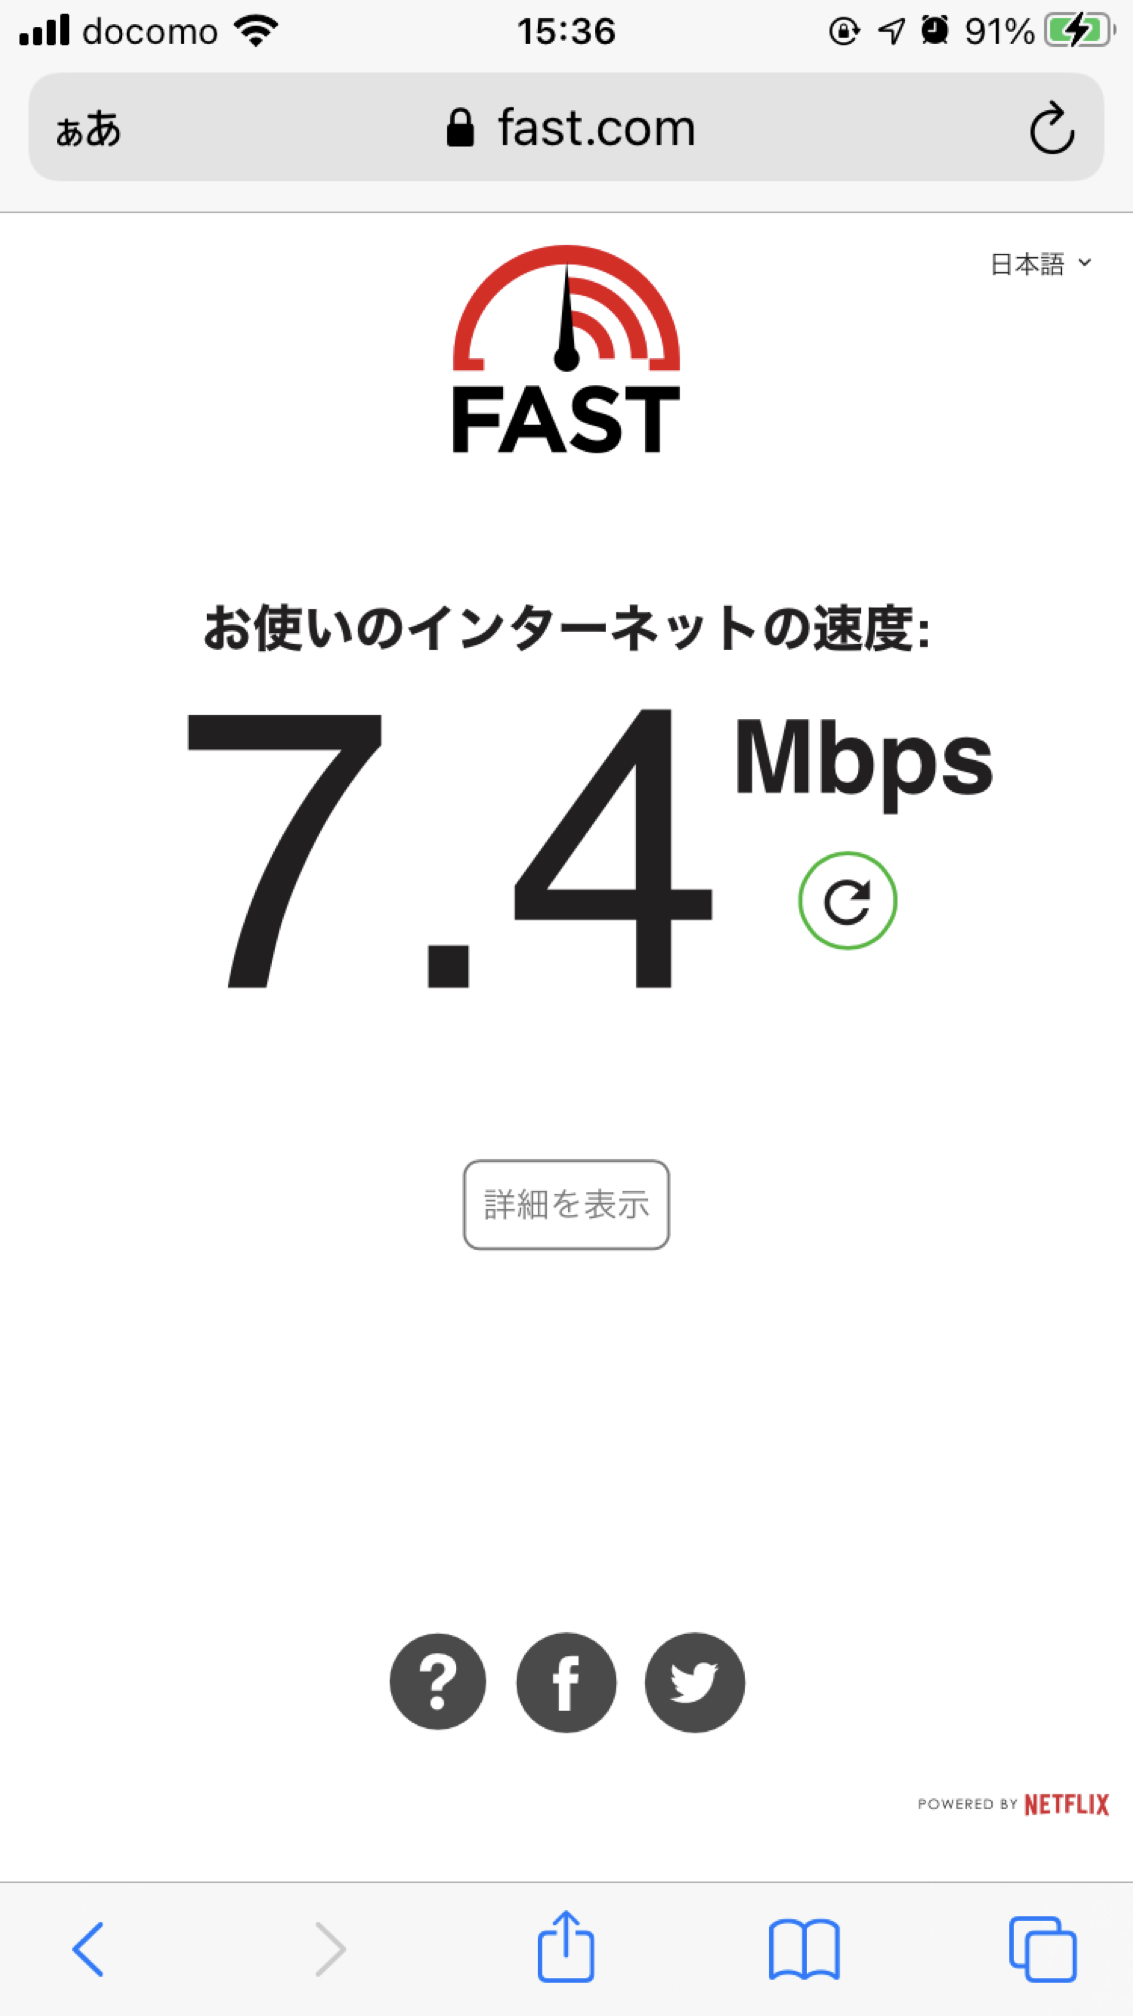 docomo 15:36 91%
ぁあ fast.com
日本語
FAST
お使いのインターネットの速度:
7.4 Mbps
詳細を表示
? f
POWERED BY NETFLIX